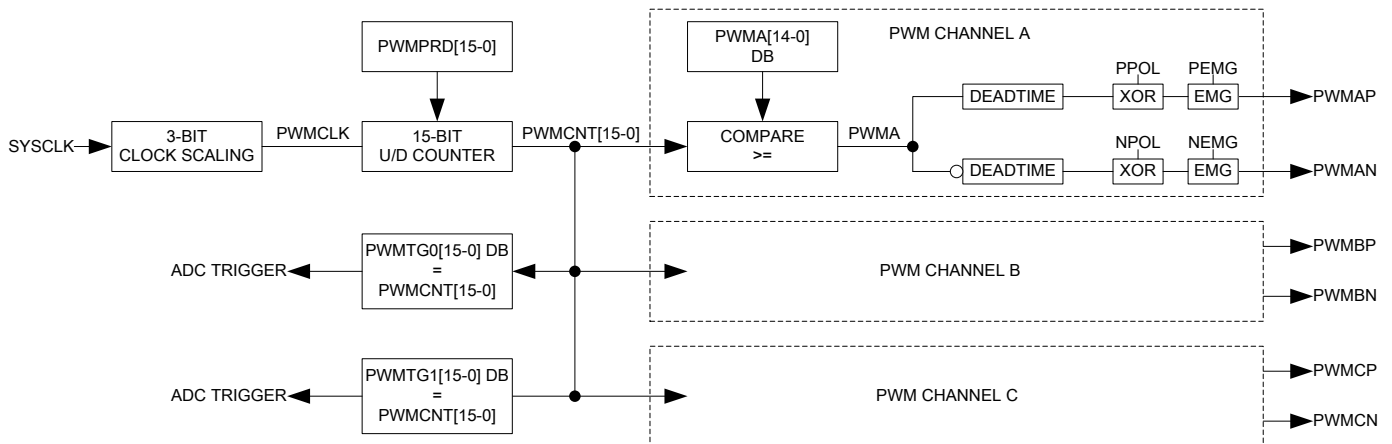 PWMPRD[15-0]
PWMA[14-0]
DB
PWM CHANNEL A
PPOL
PEMG
DEADTIME
XOR
EMG
PWMAP
SYSCLK
3-BIT
CLOCK SCALING
PWMCLK
15-BIT
U/D COUNTER
PWMCNT[15-0]
COMPARE
>=
PWMA
NPOL
NEMG
DEADTIME
XOR
EMG
PWMAN
ADC TRIGGER
PWMTG0[15-0] DB
=
PWMCNT[15-0]
PWM CHANNEL B
PWMBP
PWMBN
ADC TRIGGER
PWMTG1[15-0] DB
=
PWMCNT[15-0]
PWM CHANNEL C
PWMCP
PWMCN